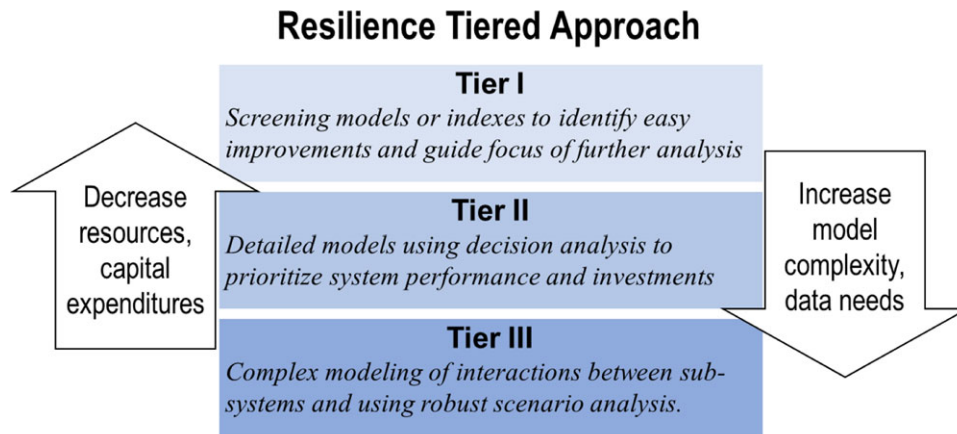 Resilience Tiered Approach
Tier I
Screening models or indexes to identify easy
improvements and guide focus of further analysis
Decrease
resources,
capital
expenditures
Tier II
Detailed models using decision analysis to
prioritize system performance and investments
Increase
model
complexity,
data needs
Tier III
Complex modeling of interactions between sub-
systems and using robust scenario analysis.